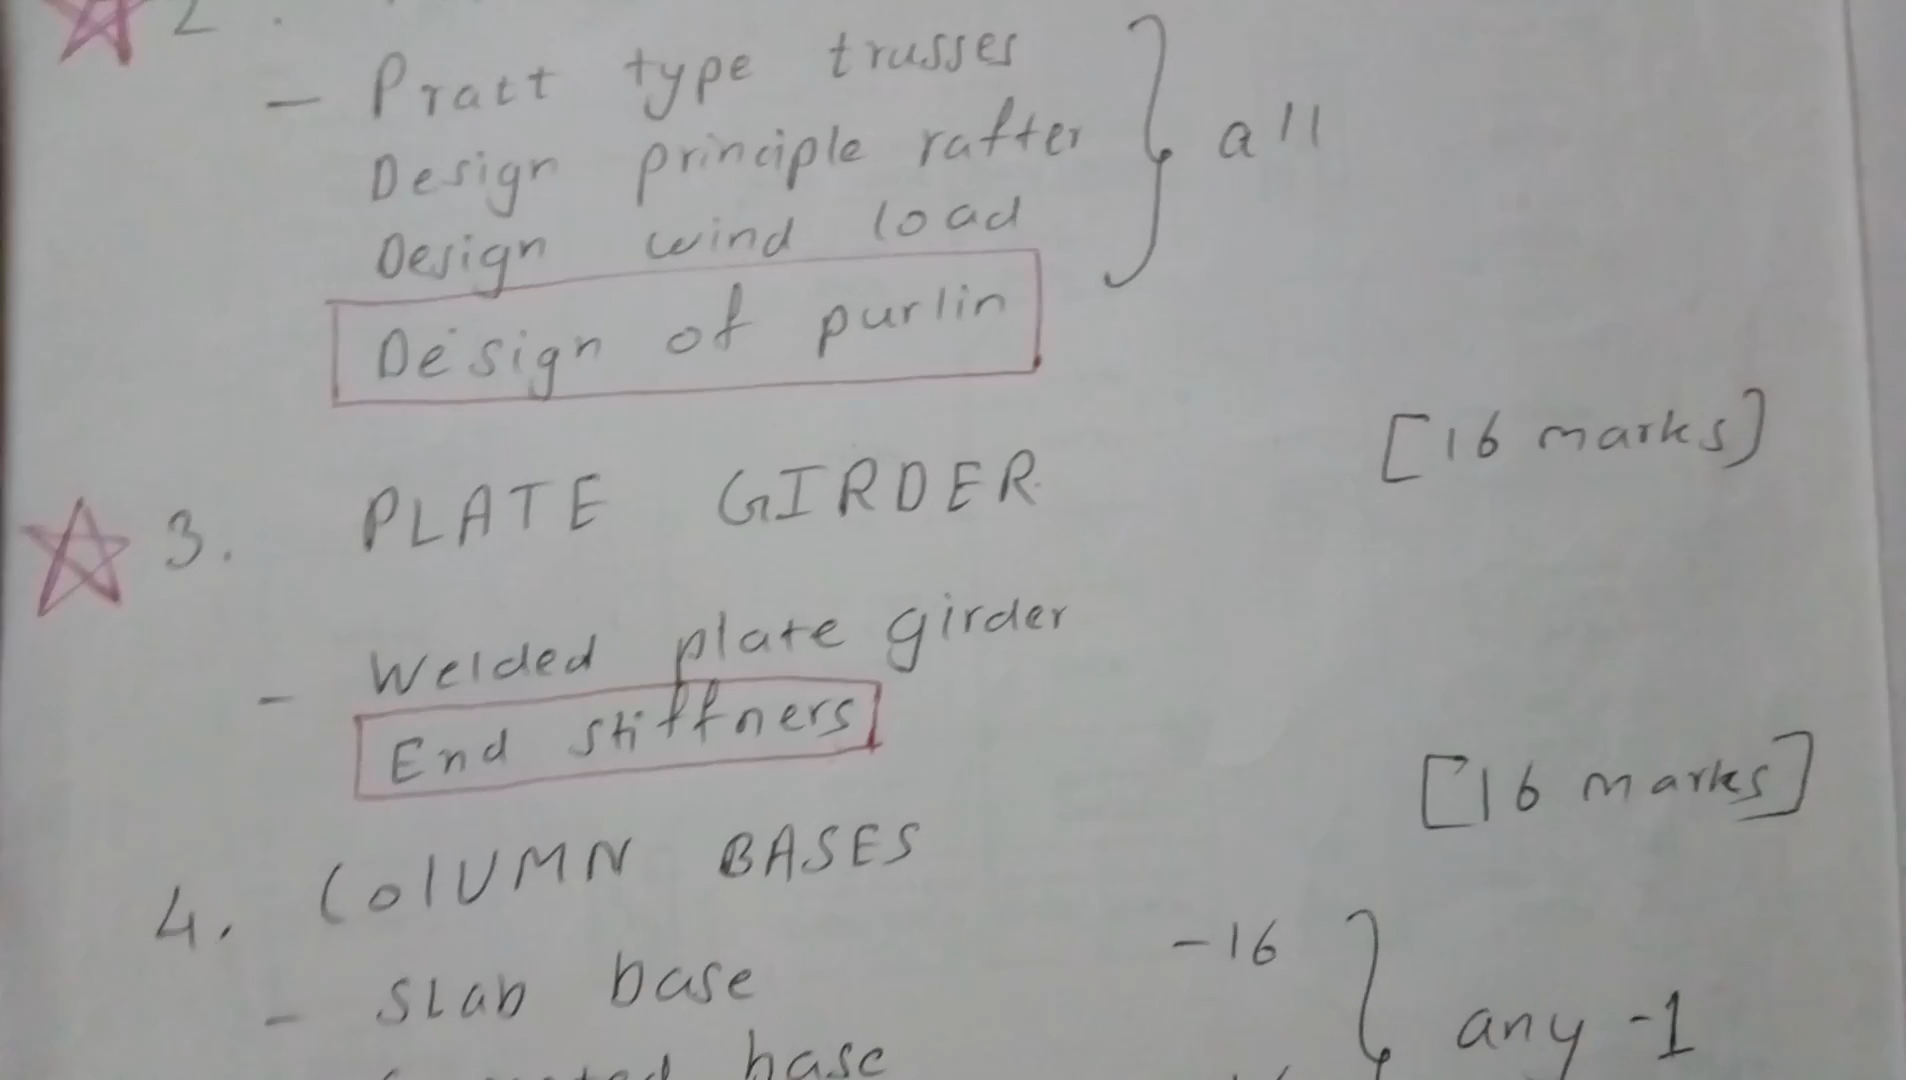 2.
- Pratt type trusses
Design principle rafter
Design wind load
Design of purlin
} all
[16 marks]
3. PLATE GIRDER
- Welded plate girder
End stiffners
[16 marks]
4. COlUMN BASES
- SLab base -16
base
} any -1